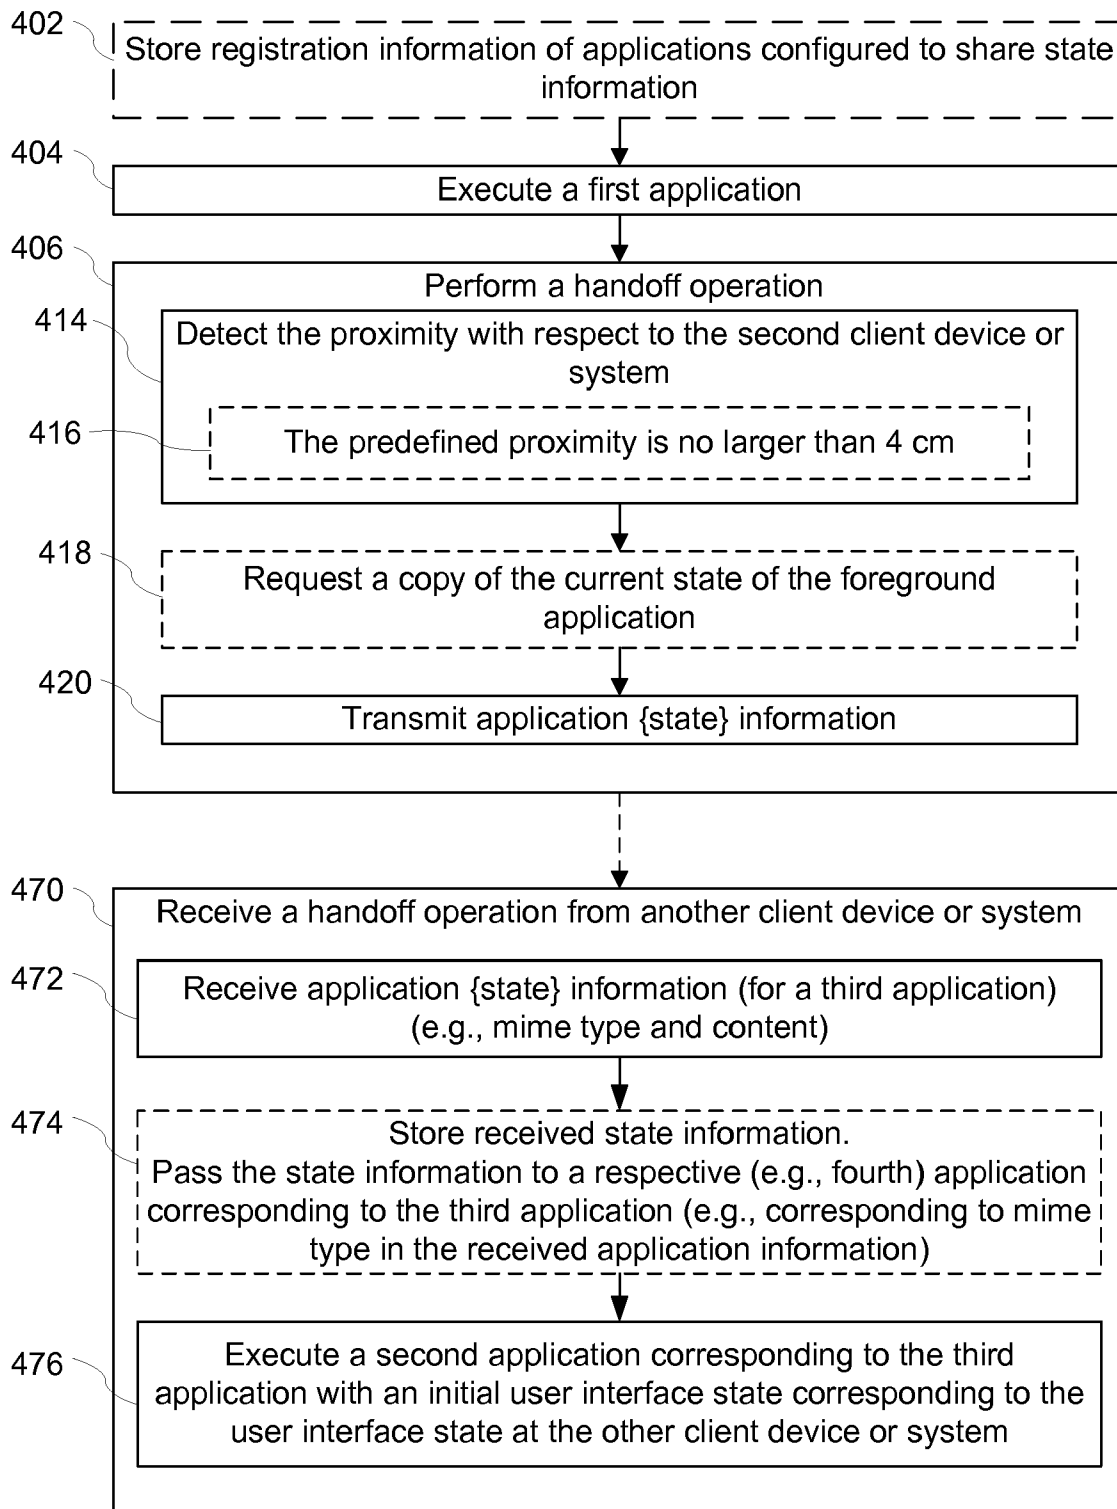 402
Store registration information of applications configured to share state
information
404
Execute a first application
406
Perform a handoff operation
414
Detect the proximity with respect to the second client device or
system
416
The predefined proximity is no larger than 4 cm
418
Request a copy of the current state of the foreground
application
420
Transmit application {state} information
470
Receive a handoff operation from another client device or system
472
Receive application {state} information (for a third application)
(e.g., mime type and content)
474
Store received state information.
Pass the state information to a respective (e.g., fourth) application
corresponding to the third application (e.g., corresponding to mime
type in the received application information)
476
Execute a second application corresponding to the third
application with an initial user interface state corresponding to the
user interface state at the other client device or system